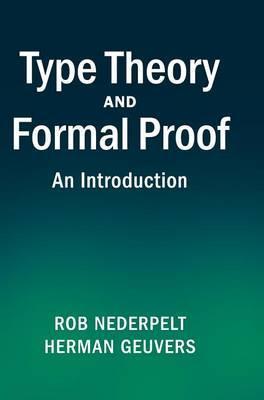 Type Theory
AND
Formal Proof
An Introduction
ROB NEDERPELT
HERMAN GEUVERS